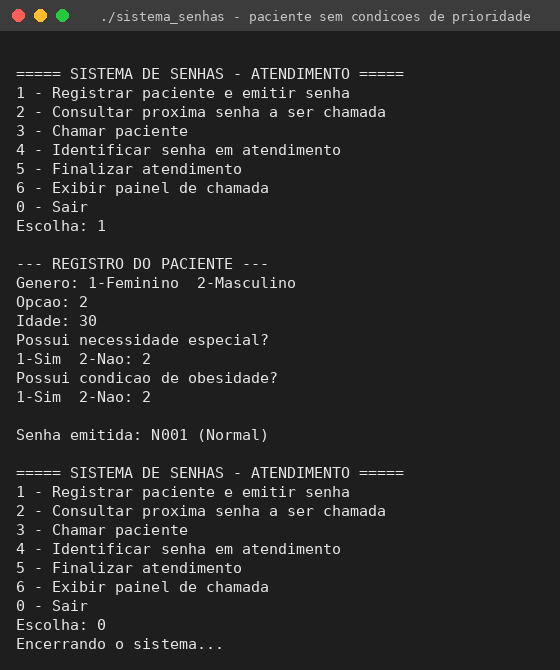 ./sistema_senhas - paciente sem condicoes de prioridade
===== SISTEMA DE SENHAS - ATENDIMENTO =====
1 - Registrar paciente e emitir senha
2 - Consultar proxima senha a ser chamada
3 - Chamar paciente
4 - Identificar senha em atendimento
5 - Finalizar atendimento
6 - Exibir painel de chamada
0 - Sair
Escolha: 1
--- REGISTRO DO PACIENTE ---
Genero: 1-Feminino  2-Masculino
Opcao: 2
Idade: 30
Possui necessidade especial?
1-Sim  2-Nao: 2
Possui condicao de obesidade?
1-Sim  2-Nao: 2
Senha emitida: N001 (Normal)
===== SISTEMA DE SENHAS - ATENDIMENTO =====
1 - Registrar paciente e emitir senha
2 - Consultar proxima senha a ser chamada
3 - Chamar paciente
4 - Identificar senha em atendimento
5 - Finalizar atendimento
6 - Exibir painel de chamada
0 - Sair
Escolha: 0
Encerrando o sistema...